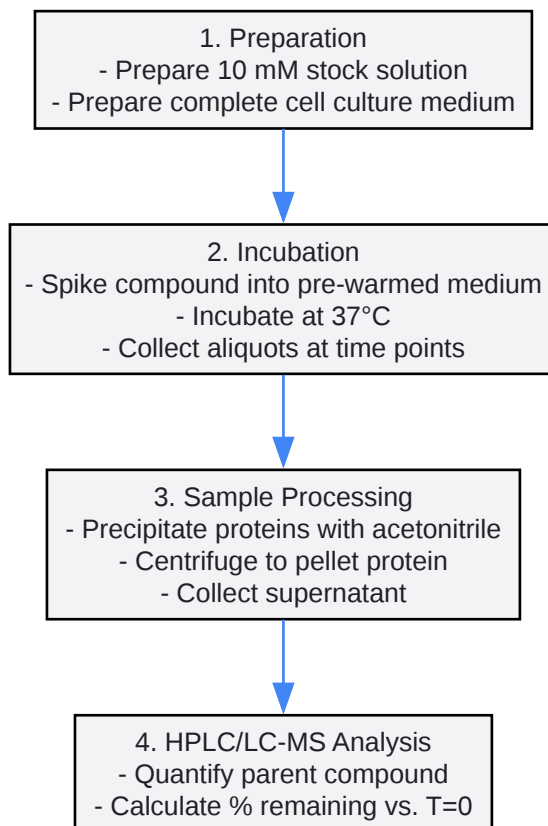 1. Preparation
- Prepare 10 mM stock solution
- Prepare complete cell culture medium
2. Incubation
- Spike compound into pre-warmed medium
- Incubate at 37°C
- Collect aliquots at time points
3. Sample Processing
- Precipitate proteins with acetonitrile
- Centrifuge to pellet protein
- Collect supernatant
4. HPLC/LC-MS Analysis
- Quantify parent compound
- Calculate % remaining vs. T=0